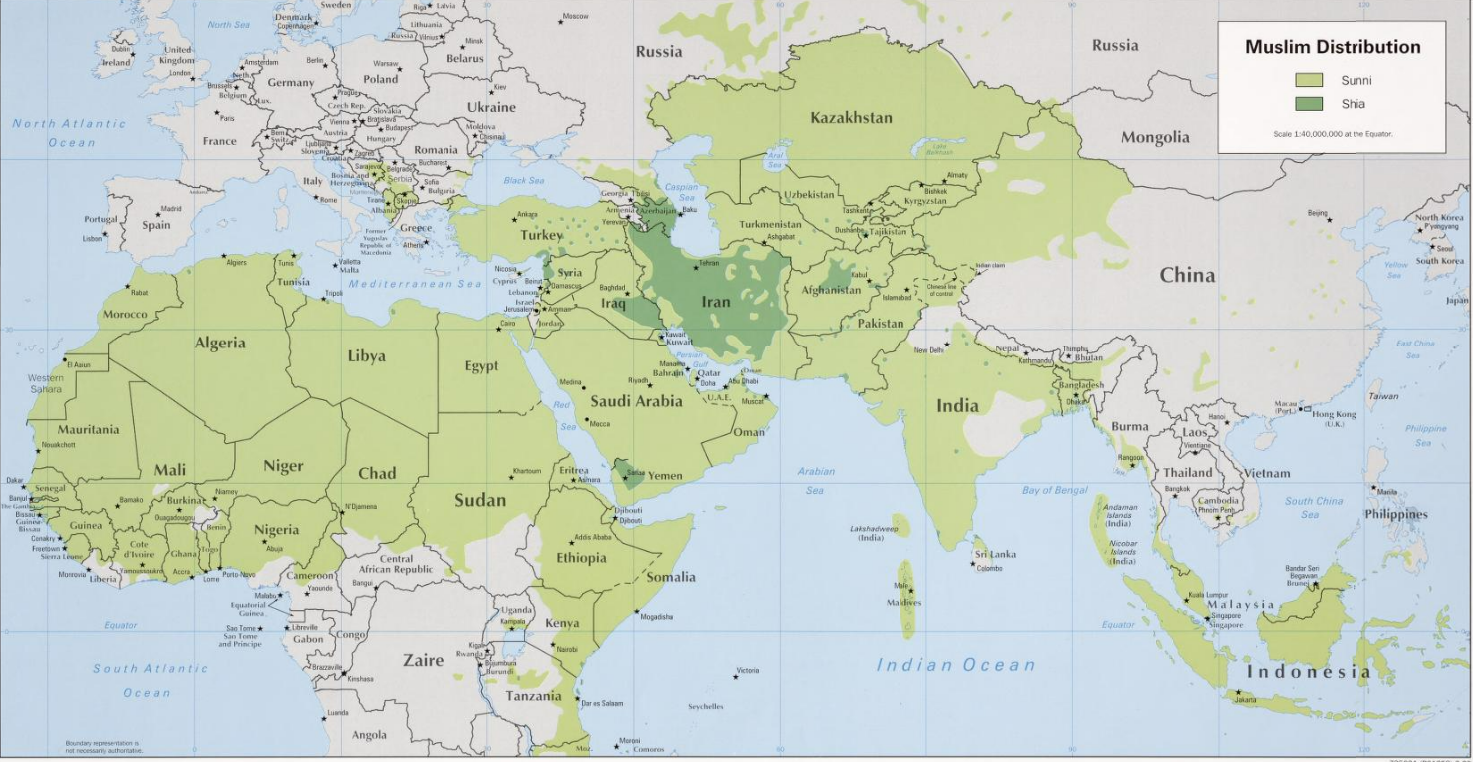 Muslim Distribution
Sunni
Shia
Scale 1:40,000,000 at the Equator.
Sweden
Riga
Latvia
Moscow
North Sea
Denmark
Copenhagen
Lithuania
Russia
Vilnius
Minsk
Belarus
Russia
Russia
Dublin
Ireland
United
Kingdom
London
Amsterdam
Neth.
Berlin
Germany
Warsaw
Poland
Brussels
Belgium
Lux.
Prague
Czech Rep.
Kiev
Ukraine
Kazakhstan
Mongolia
North Atlantic
Ocean
Paris
France
Bern
Switz.
Vienna
Austria
Slovakia
Bratislava
Budapest
Hungary
Moldova
Chisinau
Romania
Ljubljana
Slovenia
Zagreb
Croatia
Bucharest
Aral
Sea
Lake
Balkhash
Andorra
Italy
Rome
Sarajevo
Bosnia and
Herzegovina
Belgrade
Serbia
Montenegro
Sofia
Bulgaria
Black Sea
Caspian
Sea
Almaty
Bishkek
Kyrgyzstan
Uzbekistan
Tashkent
Portugal
Lisbon
Madrid
Spain
Tirane
Albania
Skopje
Former
Yugoslav
Republic of
Macedonia
Greece
Athens
Georgia
Tbilisi
Armenia
Yerevan
Azerbaijan
Baku
Turkmenistan
Ashgabat
Dushanbe
Tajikistan
Beijing
North Korea
P'yongyang
Seoul
South Korea
Ankara
Turkey
China
Yellow
Sea
Japan
Algiers
Tunis
Tunisia
Valletta
Malta
Mediterranean Sea
Nicosia
Cyprus
Syria
Beirut
Damascus
Lebanon
Israel
Jerusalem
Amman
Jordan
Baghdad
Iraq
Tehran
Iran
Kabul
Afghanistan
Islamabad
Indian claim
Chinese line
of control
Rabat
Morocco
Tripoli
Cairo
Kuwait
Kuwait
Pakistan
New Delhi
Nepal
Kathmandu
Thimphu
Bhutan
East China
Sea
Algeria
Libya
Egypt
El Aaiun
Western
Sahara
Persian
Gulf
Manama
Bahrain
Qatar
Doha
Oman
Abu Dhabi
U.A.E.
Muscat
Medina
Riyadh
Saudi Arabia
Mecca
Red
Sea
Oman
India
Bangladesh
Dhaka
Burma
Hanoi
Laos
Vientiane
Macau
(Port.)
Hong Kong
(U.K.)
Taiwan
Philippine
Sea
Mauritania
Nouakchott
Mali
Niger
Chad
Khartoum
Sudan
Eritrea
Asmara
Sanaa
Yemen
Arabian
Sea
Bay of Bengal
Rangoon
Thailand
Bangkok
Vietnam
Cambodia
Phnom Penh
South China
Sea
Manila
Philippines
Dakar
Senegal
Banjul
The Gambia
Bissau
Guinea
Bissau
Bamako
Burkina
Ouagadougou
Niamey
N'Djamena
Djibouti
Djibouti
Guinea
Conakry
Freetown
Sierra Leone
Monrovia
Liberia
Cote
d'Ivoire
Yamoussoukro
Ghana
Accra
Togo
Lome
Benin
Porto-Novo
Nigeria
Abuja
Addis Ababa
Ethiopia
Somalia
Lakshadweep
(India)
Sri Lanka
Colombo
Andaman
Islands
(India)
Nicobar
Islands
(India)
Central
African Republic
Bangui
Cameroon
Yaounde
Malabo
Equatorial
Guinea
Male
Maldives
Bandar Seri
Begawan
Brunei
Kuala Lumpur
Malaysia
Singapore
Singapore
Equator
Sao Tome
Sao Tome
and Principe
Libreville
Gabon
Congo
Uganda
Kampala
Kenya
Nairobi
Mogadisha
Equator
Zaire
Kigali
Rwanda
Bujumbura
Burundi
South Atlantic
Ocean
Brazzaville
Kinshasa
Victoria
Indian Ocean
Indonesia
Tanzania
Dar es Salaam
Seychelles
Jakarta
Luanda
Angola
Moz.
Moroni
Comoros
Boundary representation is
not necessarily authoritative.